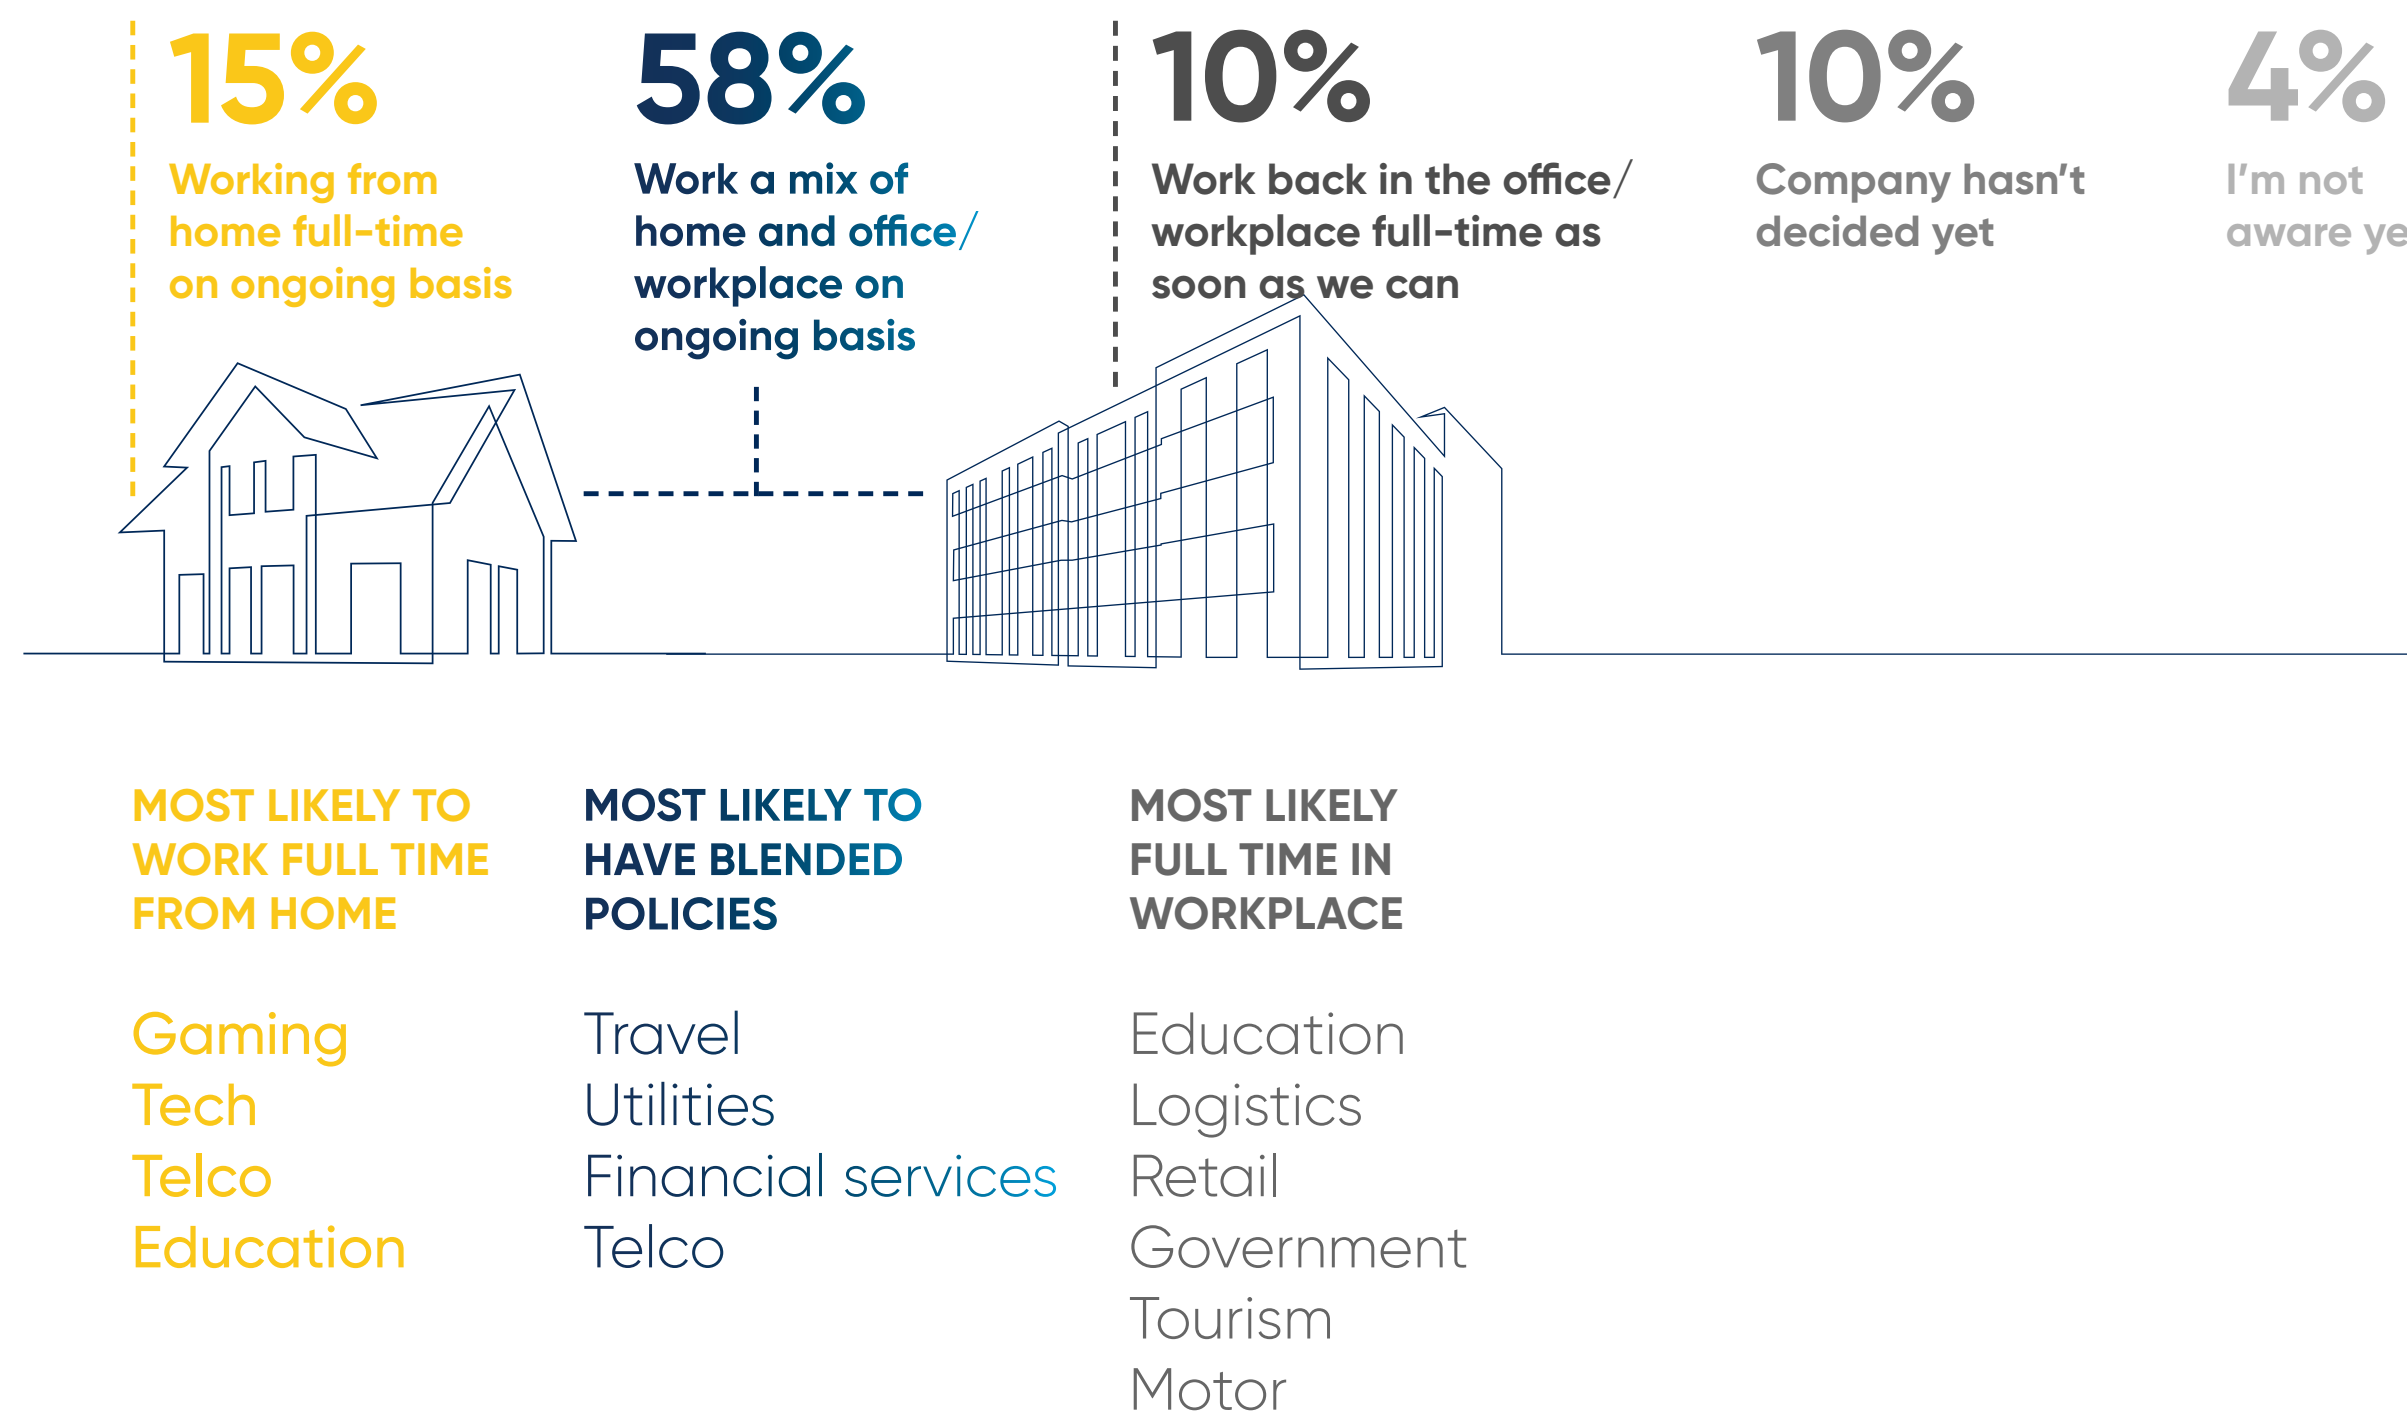 15%
Working from
home full-time
on ongoing basis
58%
Work a mix of
home and office/
workplace on
ongoing basis
10%
Work back in the office/
workplace full-time as
soon as we can
10%
Company hasn't
decided yet
4%
I'm not
aware
MOST LIKELY TO
WORK FULL TIME
FROM HOME
Gaming
Tech
Telco
Education
MOST LIKELY TO
HAVE BLENDED
POLICIES
Travel
Utilities
Financial services
Telco
MOST LIKELY
FULL TIME IN
WORKPLACE
Education
Logistics
Retail
Government
Tourism
Motor